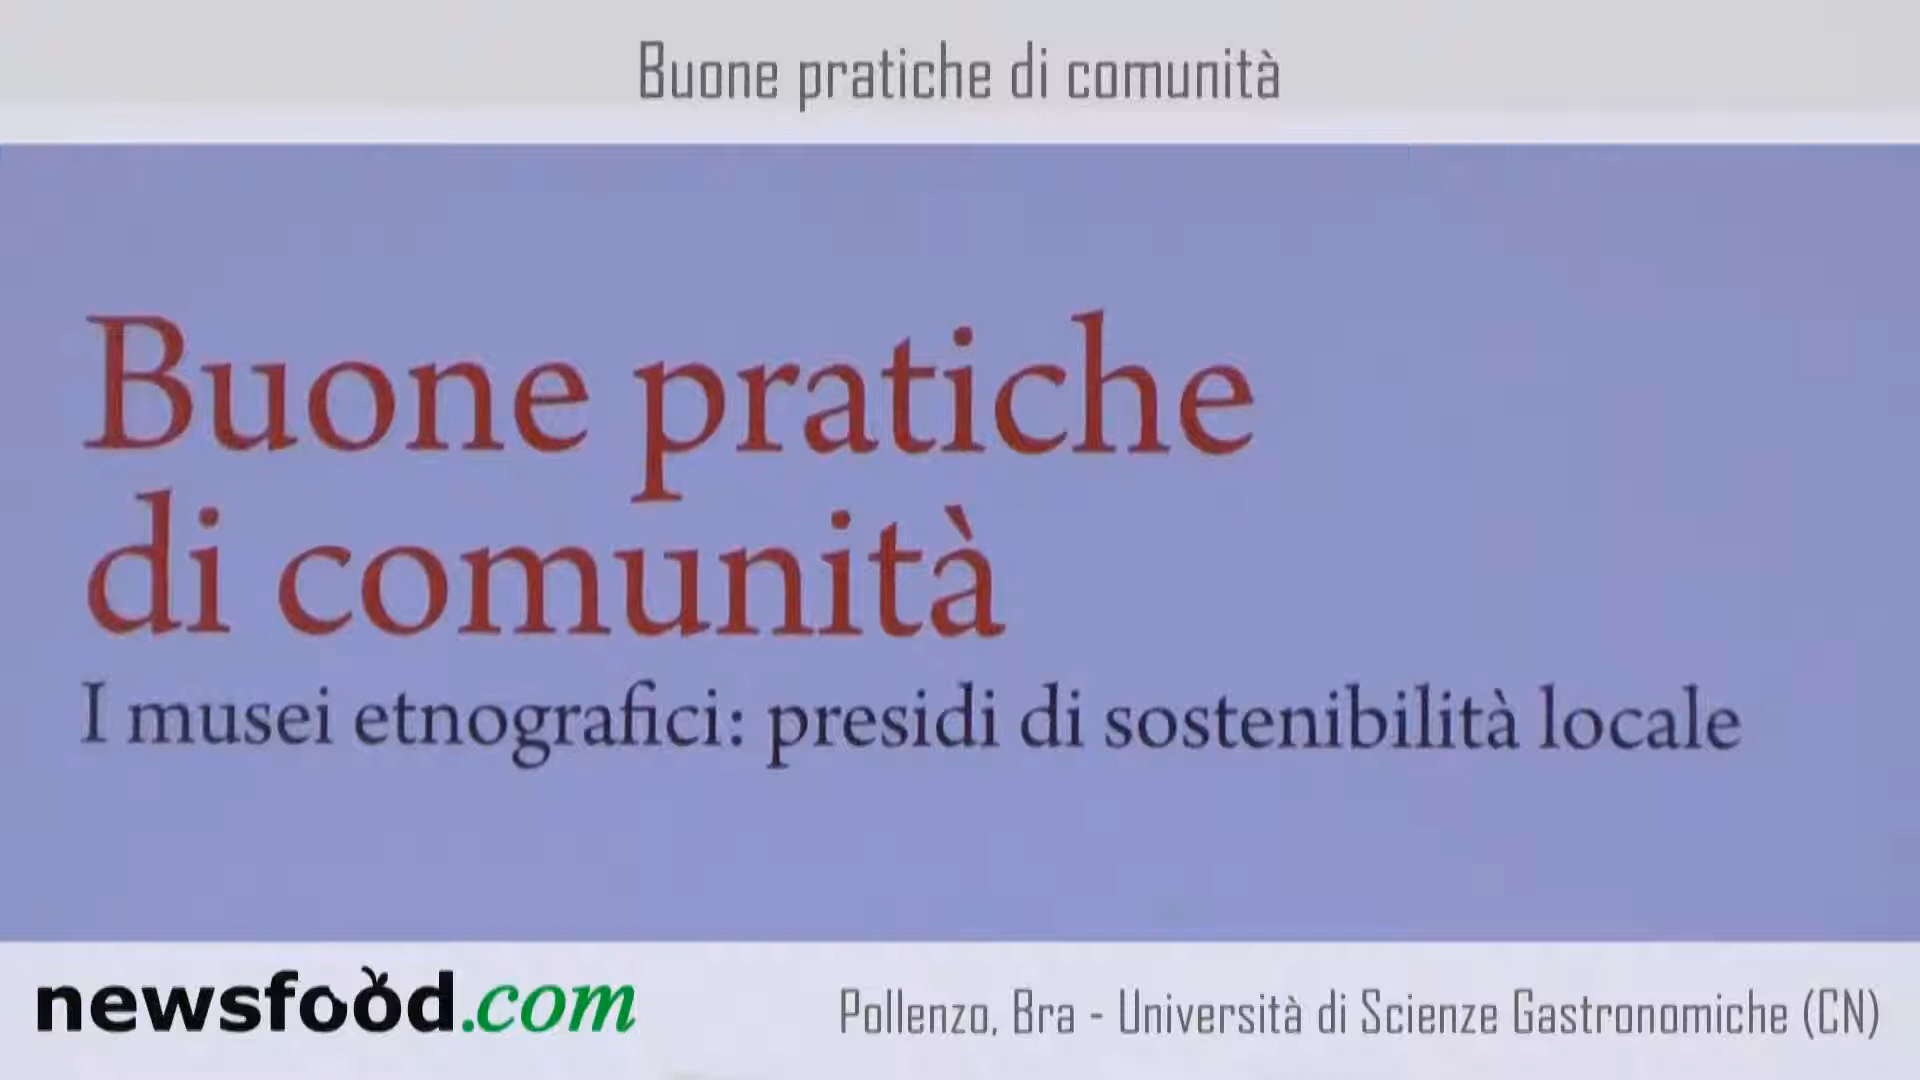 Buone pratiche di comunità
Buone pratiche
di comunità
I musei etnografici: presidi di sostenibilità locale
newsfood.com
Pollenzo, Bra - Università di Scienze Gastronomiche (CN)